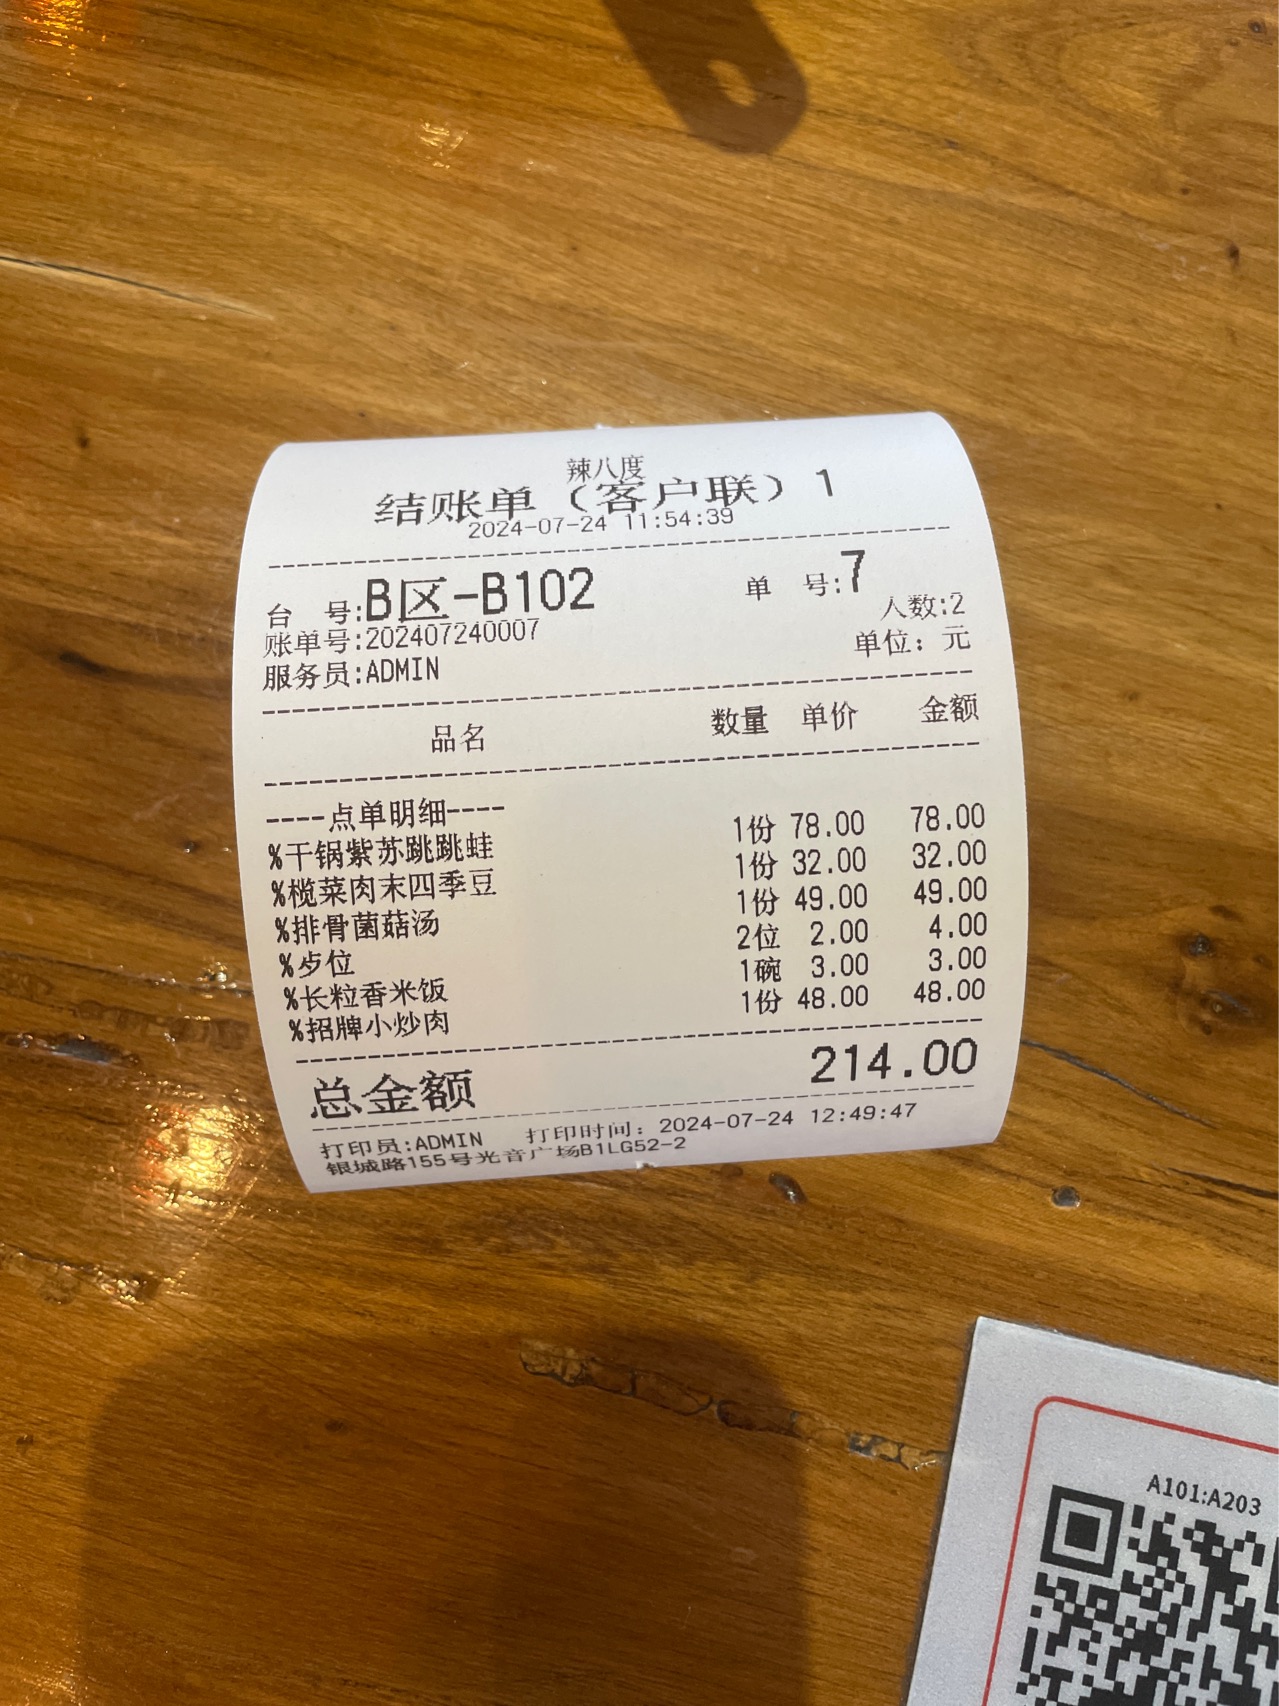 辣八度
结账单（客户联）1
2024-07-24 11:54:39
台 号:B区-B102 单 号:7
人数:2
账单号:202407240007
单位：元
服务员:ADMIN
品名 数量 单价 金额
----点单明细----
%干锅紫苏跳跳蛙 1份 78.00 78.00
%榄菜肉末四季豆 1份 32.00 32.00
%排骨菌菇汤 1份 49.00 49.00
%歺位 2位 2.00 4.00
%长粒香米饭 1碗 3.00 3.00
%招牌小炒肉 1份 48.00 48.00
总金额 214.00
打印员:ADMIN 打印时间：2024-07-24 12:49:47
银城路155号光音广场B1LG52-2
A101:A203